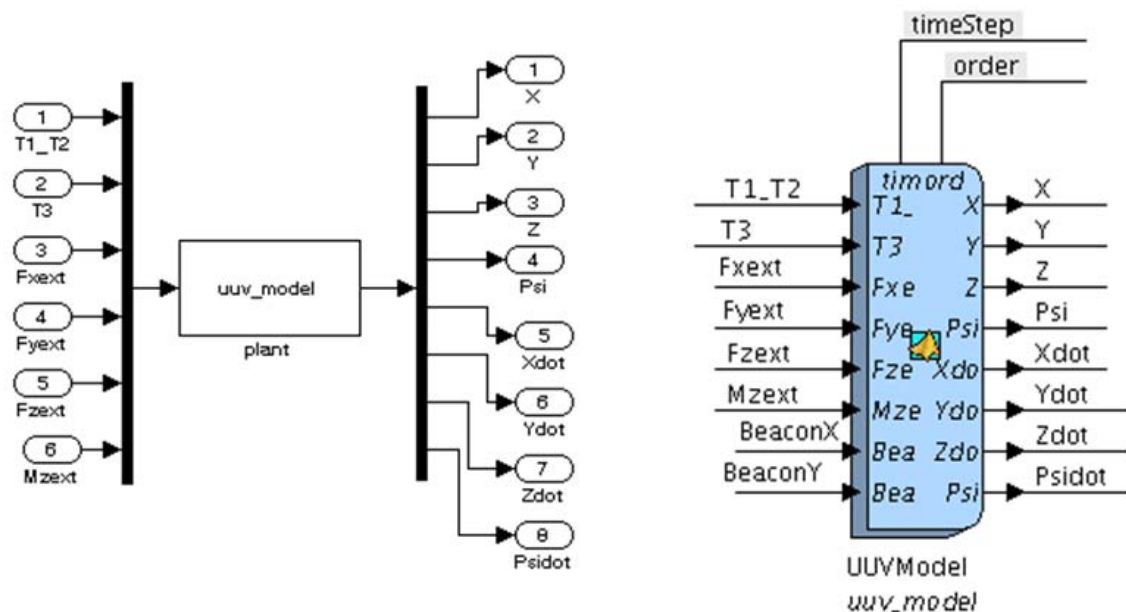 1
T1_T2
2
T3
3
Fxext
4
Fyext
5
Fzext
6
Mzext
uuv_model
plant
1
X
2
Y
3
Z
4
Psi
5
Xdot
6
Ydot
7
Zdot
8
Psidot
timeStep
order
timord
T1_T2
T3
Fxext
Fyext
Fzext
Mzext
BeaconX
BeaconY
T1_
T3
Fxe
Fye
Fze
Mze
Bea
Bea
X
Y
Z
Psi
Xdo
Ydo
Zdo
Psi
X
Y
Z
Psi
Xdot
Ydot
Zdot
Psidot
UUVModel
uuv_model